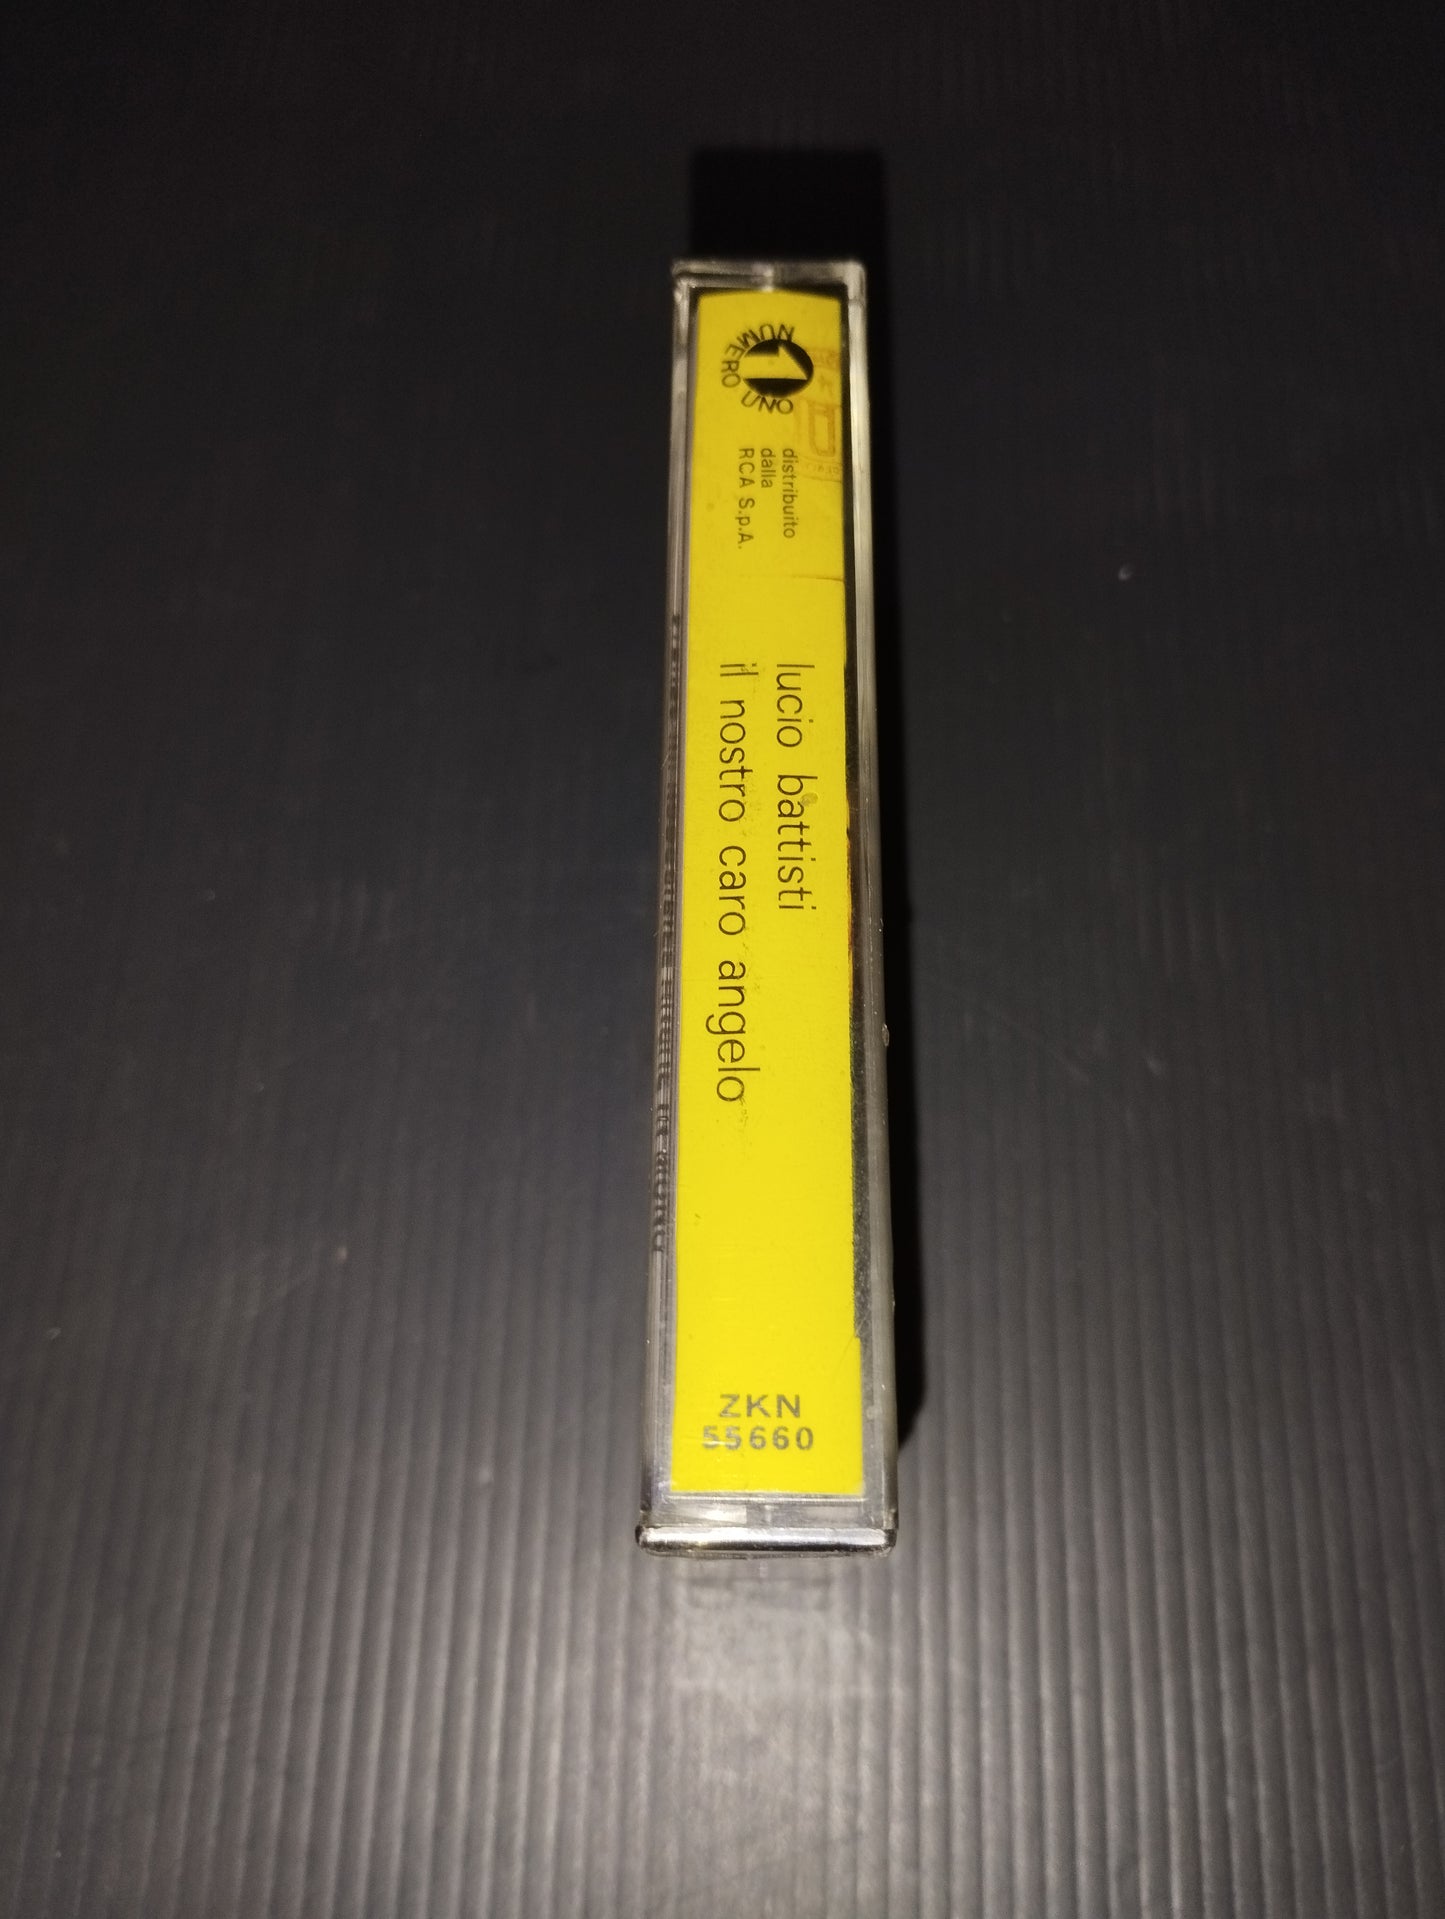 NUMERO UNO
1
distribuito
dalla
RCA S.p.A.
lucio battisti
il nostro caro angelo
ZKN
55660